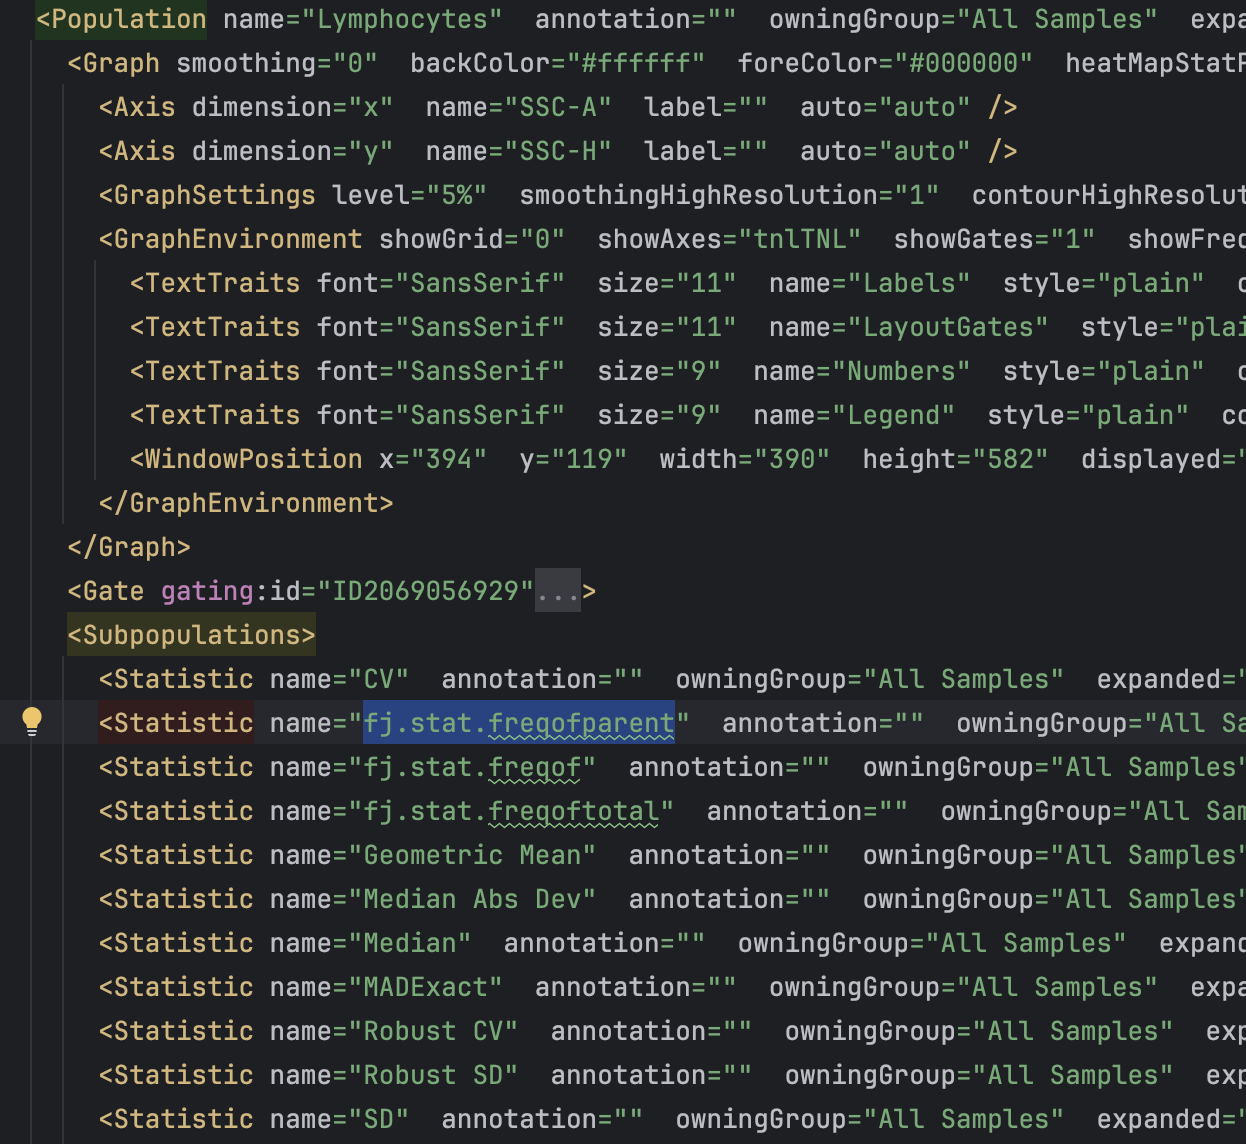 <Population name="Lymphocytes" annotation="" owningGroup="All Samples" expa
<Graph smoothing="0" backColor="#ffffff" foreColor="#000000" heatMapStatP
<Axis dimension="x" name="SSC-A" label="" auto="auto" />
<Axis dimension="y" name="SSC-H" label="" auto="auto" />
<GraphSettings level="5%" smoothingHighResolution="1" contourHighResolut
<GraphEnvironment showGrid="0" showAxes="tnlTNL" showGates="1" showFreq
<TextTraits font="SansSerif" size="11" name="Labels" style="plain" c
<TextTraits font="SansSerif" size="11" name="LayoutGates" style="plai
<TextTraits font="SansSerif" size="9" name="Numbers" style="plain" c
<TextTraits font="SansSerif" size="9" name="Legend" style="plain" co
<WindowPosition x="394" y="119" width="390" height="582" displayed="
</GraphEnvironment>
</Graph>
<Gate gating:id="ID2069056929"...>
<Subpopulations>
<Statistic name="CV" annotation="" owningGroup="All Samples" expanded="
<Statistic name="fj.stat.freqofparent" annotation="" owningGroup="All Sa
<Statistic name="fj.stat.freqof" annotation="" owningGroup="All Samples"
<Statistic name="fj.stat.freqoftotal" annotation="" owningGroup="All Sam
<Statistic name="Geometric Mean" annotation="" owningGroup="All Samples"
<Statistic name="Median Abs Dev" annotation="" owningGroup="All Samples"
<Statistic name="Median" annotation="" owningGroup="All Samples" expand
<Statistic name="MADExact" annotation="" owningGroup="All Samples" expa
<Statistic name="Robust CV" annotation="" owningGroup="All Samples" exp
<Statistic name="Robust SD" annotation="" owningGroup="All Samples" exp
<Statistic name="SD" annotation="" owningGroup="All Samples" expanded="